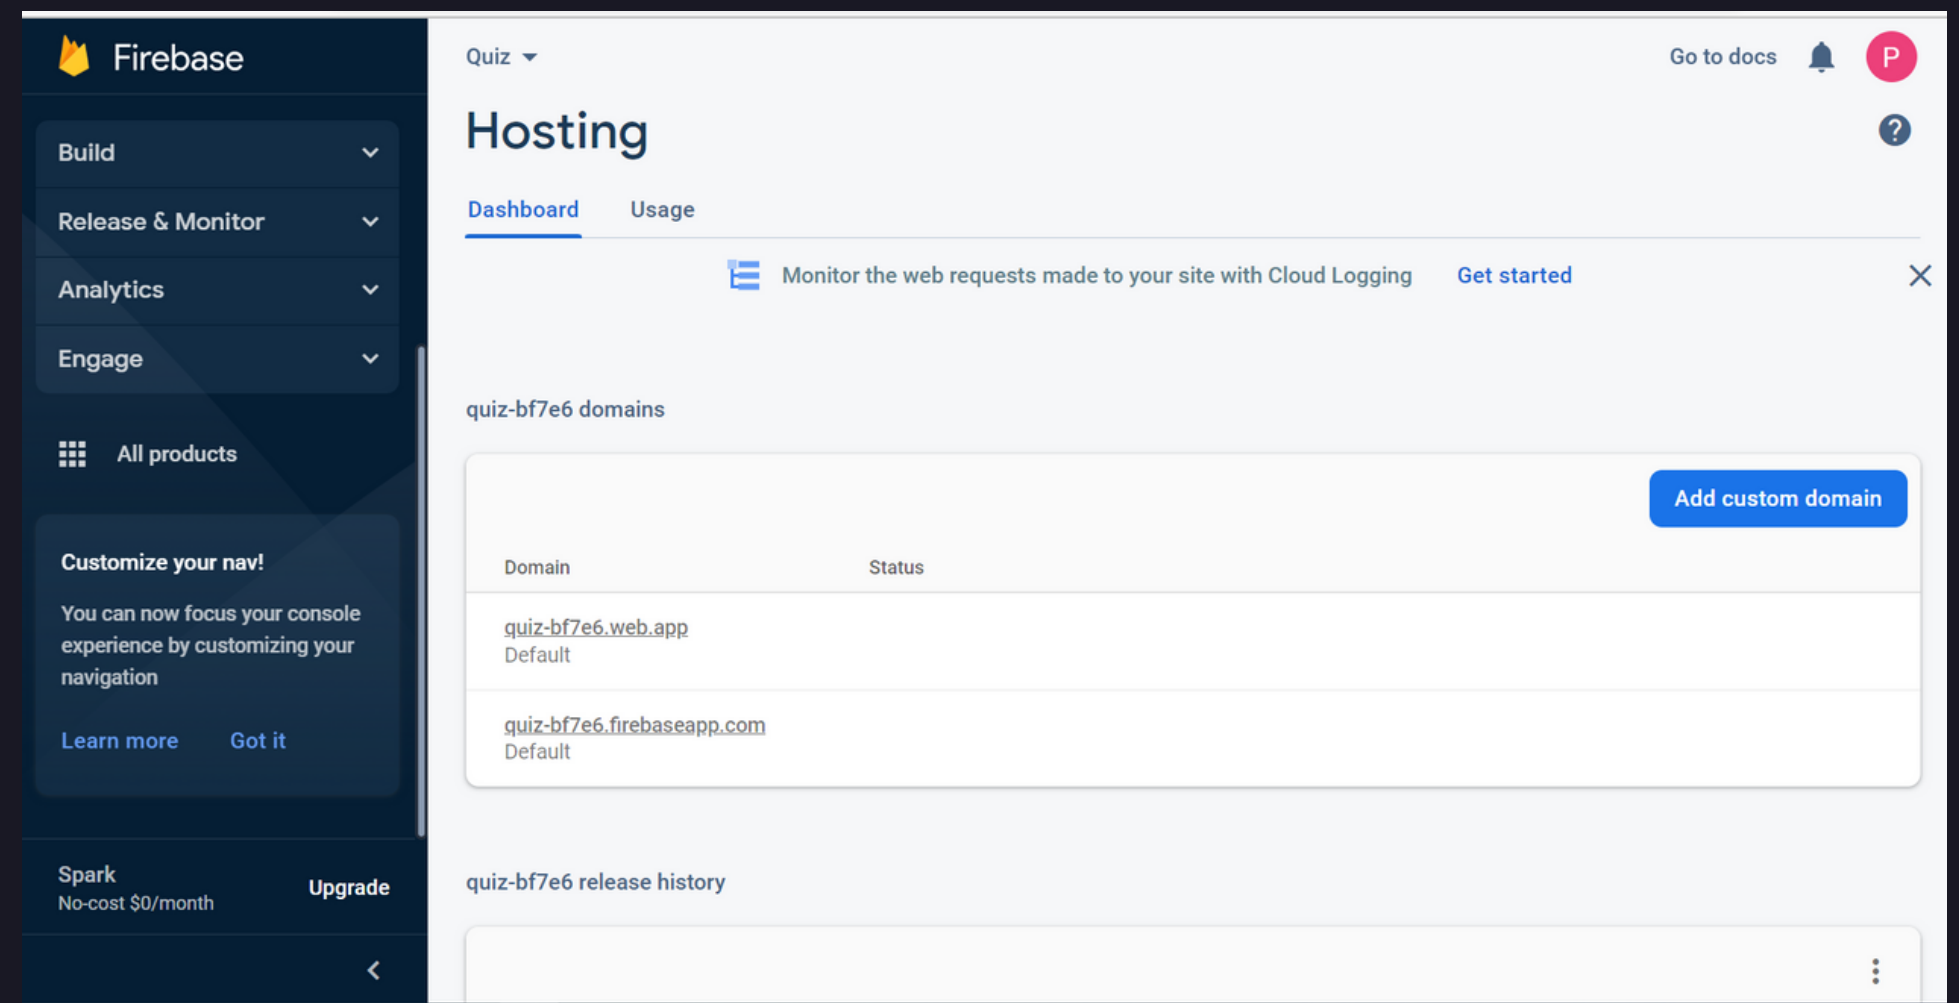 Firebase
Build
Release & Monitor
Analytics
Engage
All products
Customize your nav!
You can now focus your console
experience by customizing your
navigation
Learn more Got it
Spark
No-cost $0/month
Upgrade
Quiz
Go to docs
P
Hosting
?
Dashboard Usage
Monitor the web requests made to your site with Cloud Logging Get started
quiz-bf7e6 domains
Add custom domain
Domain Status
quiz-bf7e6.web.app
Default
quiz-bf7e6.firebaseapp.com
Default
quiz-bf7e6 release history